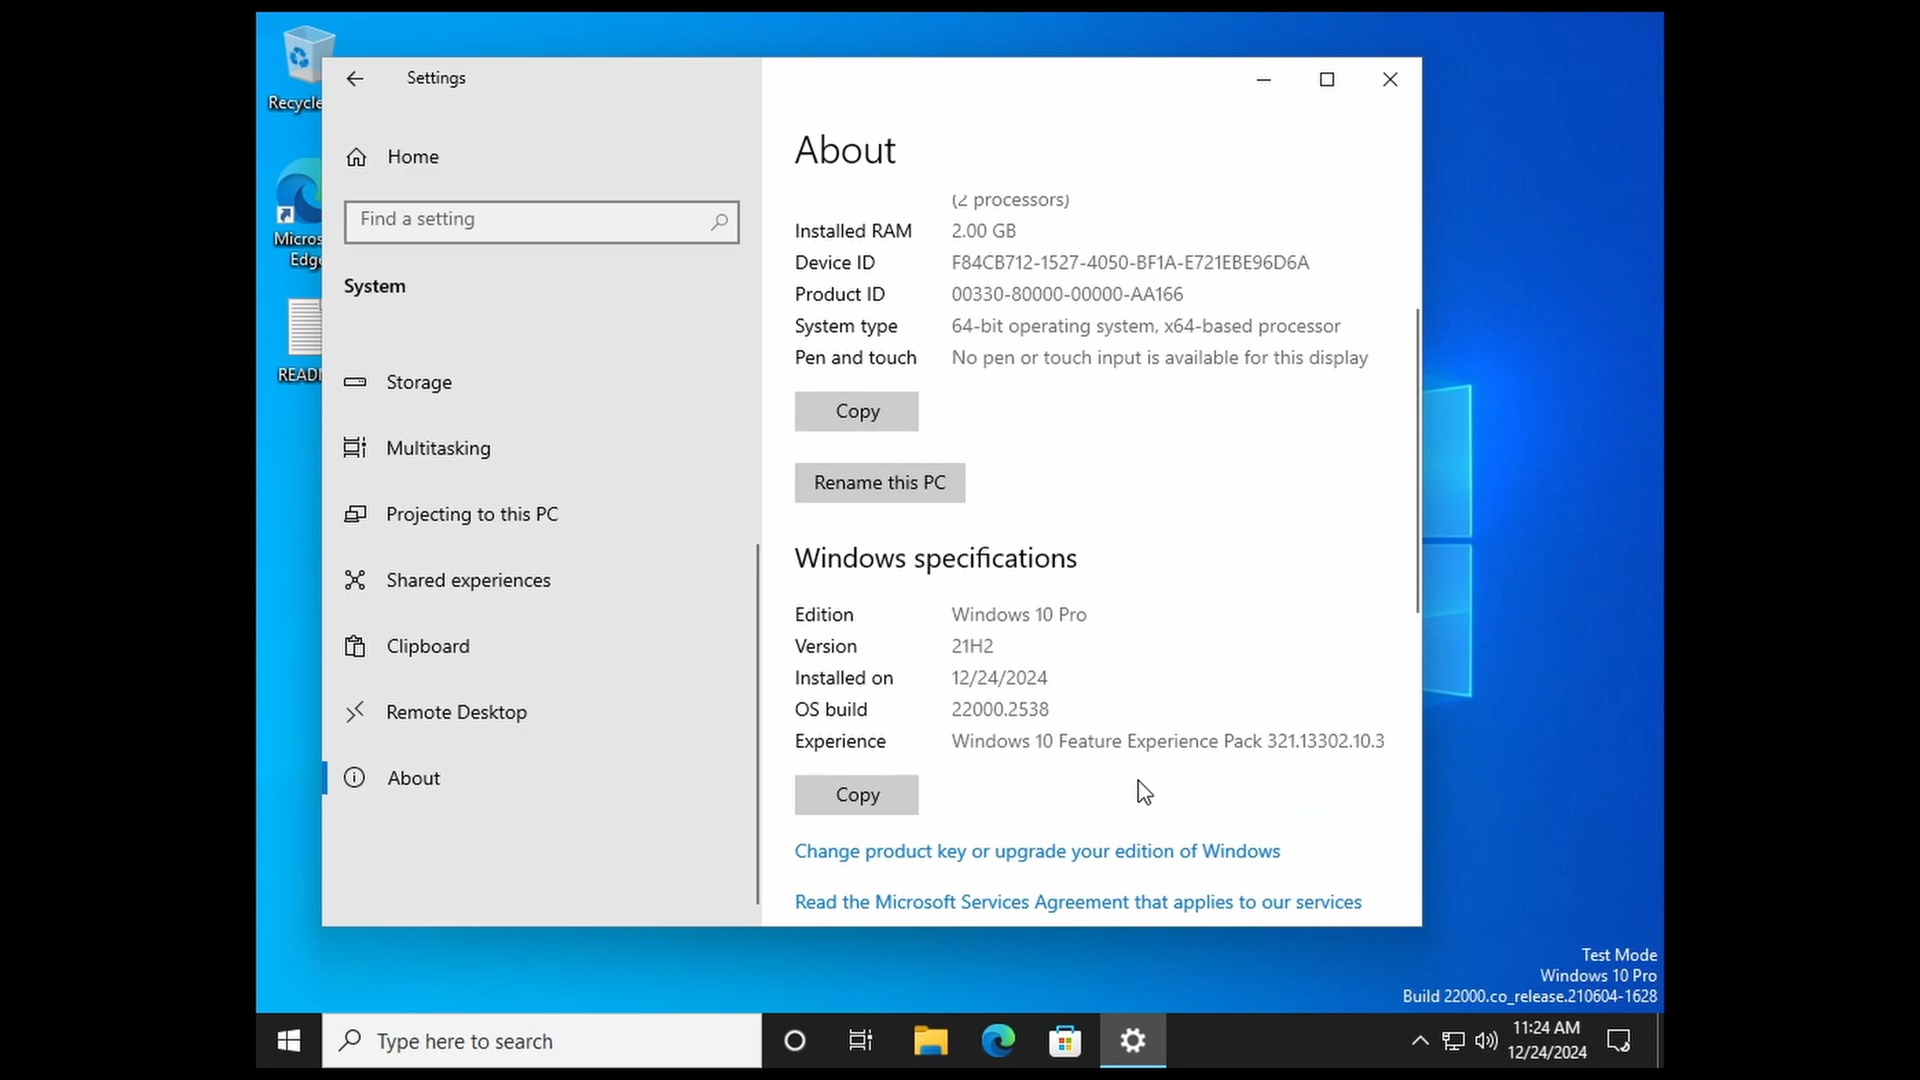 Recycle
Micros
Edge
READ
Settings
Home
Find a setting
System
Storage
Multitasking
Projecting to this PC
Shared experiences
Clipboard
Remote Desktop
About
About
(2 processors)
Installed RAM 2.00 GB
Device ID F84CB712-1527-4050-BF1A-E721EBE96D6A
Product ID 00330-80000-00000-AA166
System type 64-bit operating system, x64-based processor
Pen and touch No pen or touch input is available for this display
Copy
Rename this PC
Windows specifications
Edition Windows 10 Pro
Version 21H2
Installed on 12/24/2024
OS build 22000.2538
Experience Windows 10 Feature Experience Pack 321.13302.10.3
Copy
Change product key or upgrade your edition of Windows
Read the Microsoft Services Agreement that applies to our services
Test Mode
Windows 10 Pro
Build 22000.co_release.210604-1628
Type here to search
11:24 AM
12/24/2024